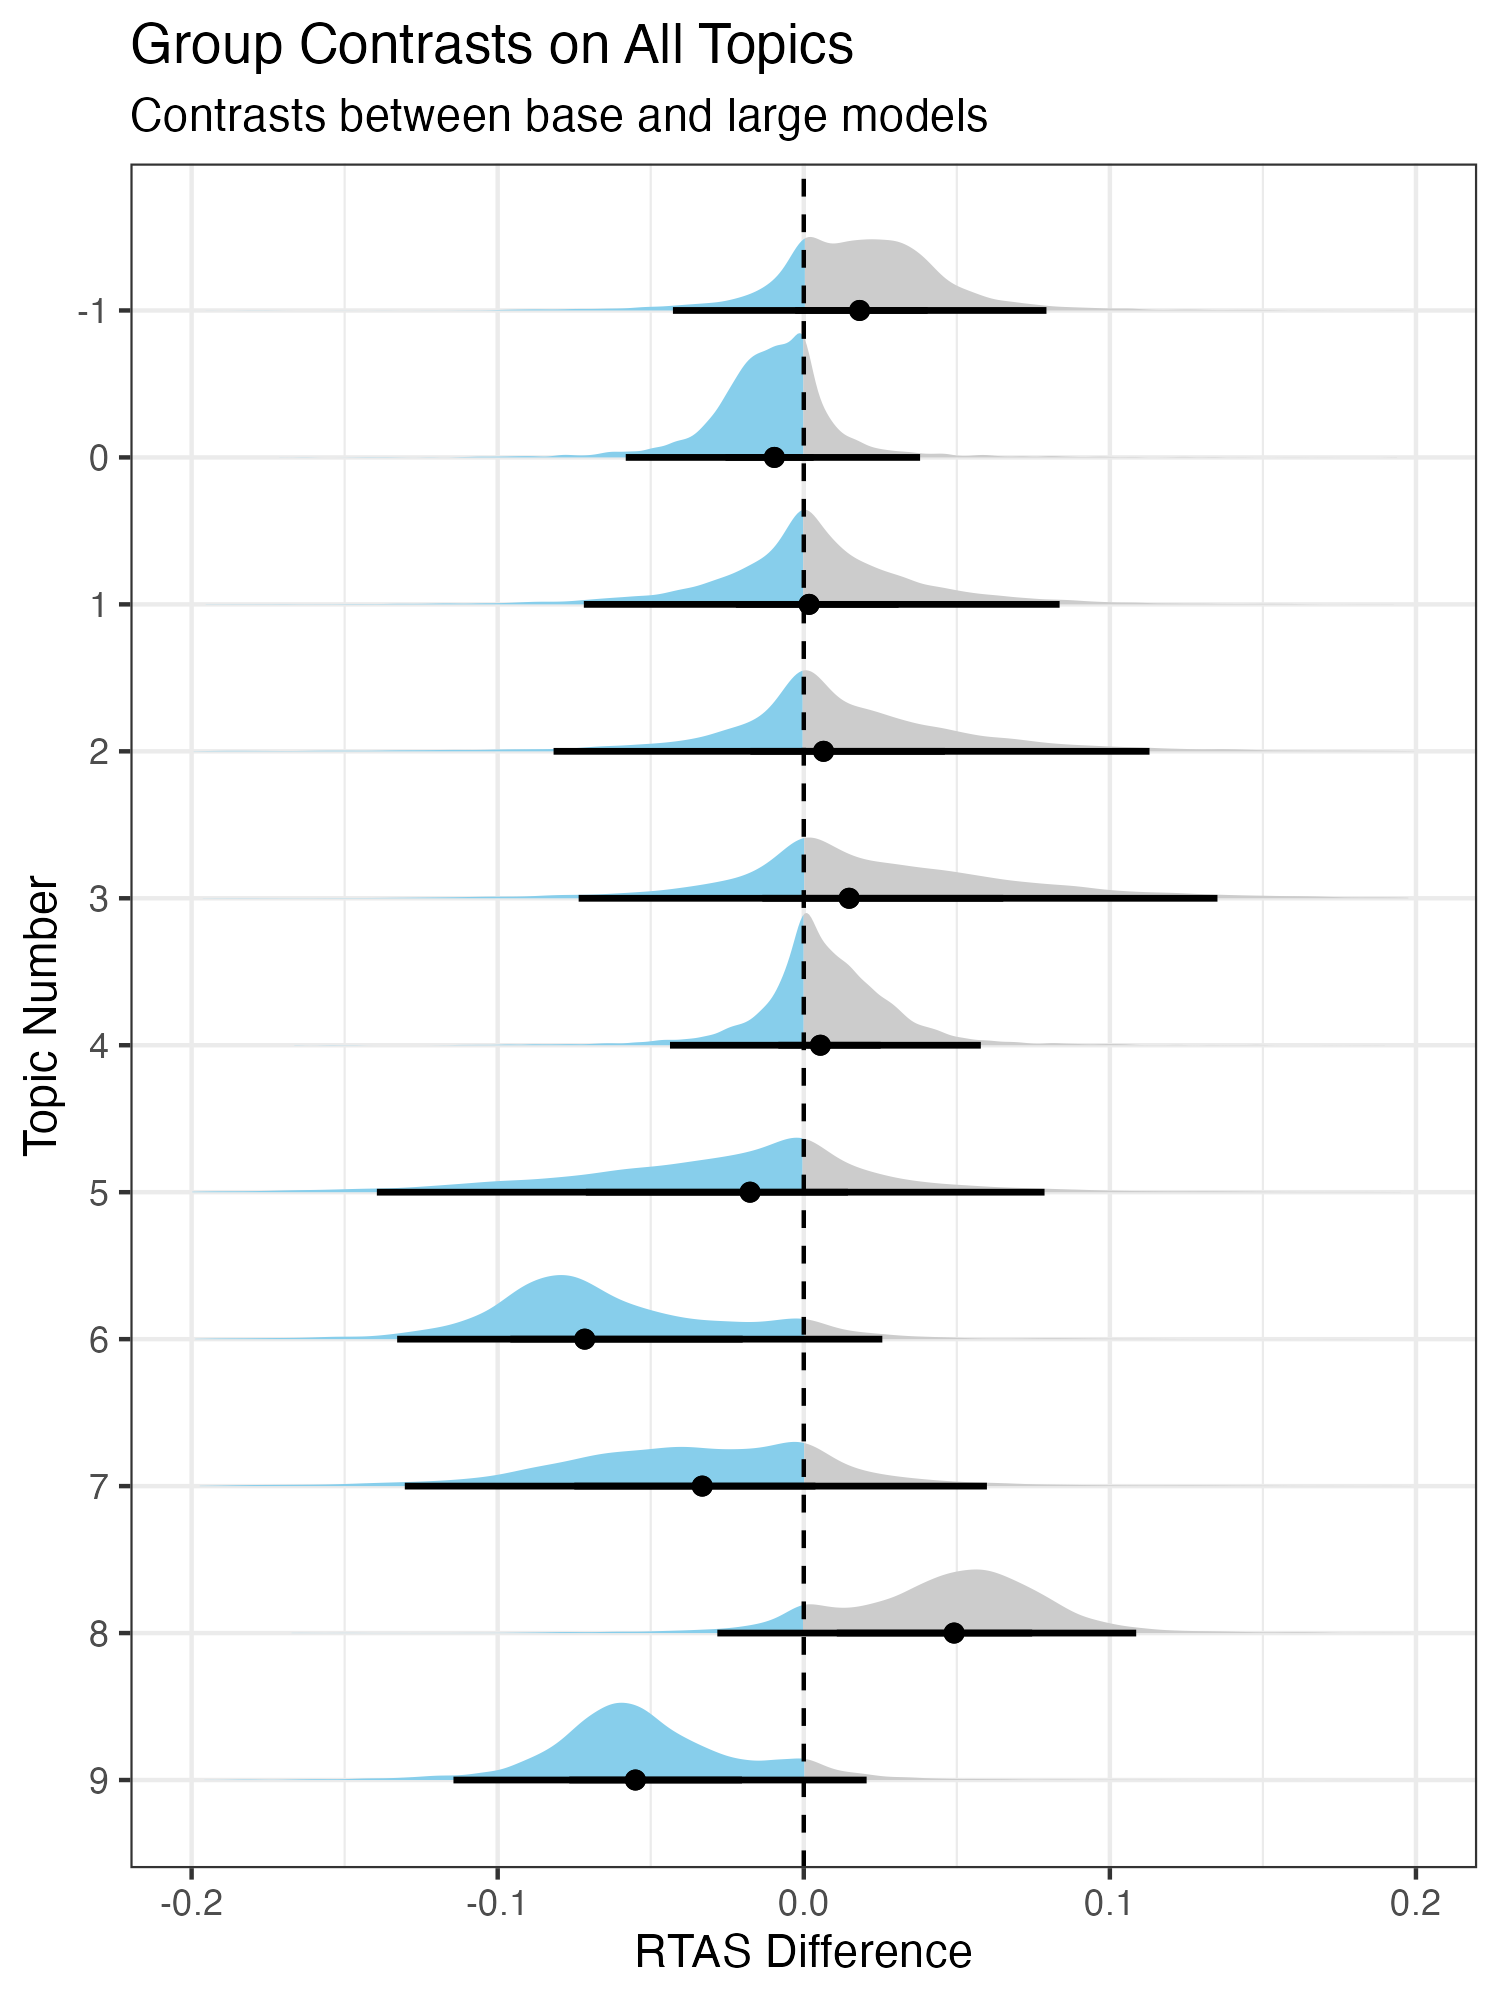 Group Contrasts on All Topics
Contrasts between base and large models
Topic Number
-1
0
1
2
3
4
5
6
7
8
9
-0.2 -0.1 0.0 0.1 0.2
RTAS Difference